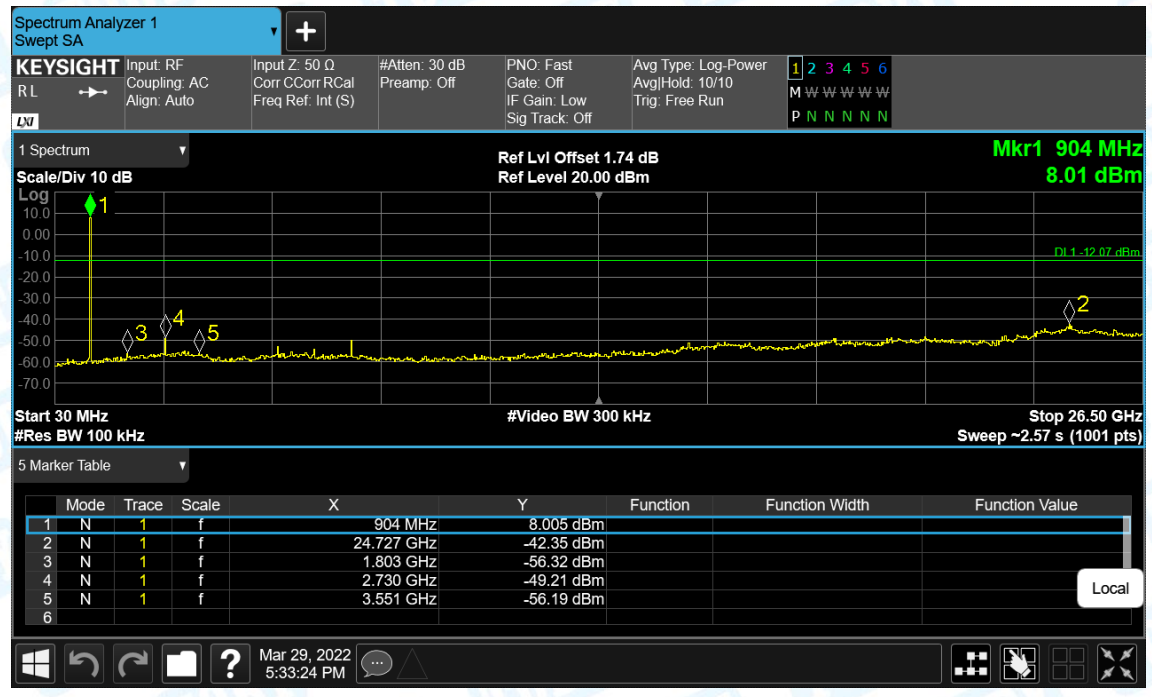 Spectrum Analyzer 1
Swept SA
+
KEYSIGHT
R L
LXI
Input: RF
Coupling: AC
Align: Auto
Input Z: 50 Ω
Corr CCorr RCal
Freq Ref: Int (S)
#Atten: 30 dB
Preamp: Off
PNO: Fast
Gate: Off
IF Gain: Low
Sig Track: Off
Avg Type: Log-Power
Avg|Hold: 10/10
Trig: Free Run
1 2 3 4 5 6
M W W W W W
P N N N N N
1 Spectrum
Scale/Div 10 dB
Log
Ref Lvl Offset 1.74 dB
Ref Level 20.00 dBm
Mkr1 904 MHz
8.01 dBm
10.0
0.00
-10.0
-20.0
-30.0
-40.0
-50.0
-60.0
-70.0
DL1 -12.07 dBm
1
2
3
4
5
Start 30 MHz
#Res BW 100 kHz
#Video BW 300 kHz
Stop 26.50 GHz
Sweep ~2.57 s (1001 pts)
5 Marker Table
Mode Trace Scale X Y Function Function Width Function Value
1 N 1 f 904 MHz 8.005 dBm
2 N 1 f 24.727 GHz -42.35 dBm
3 N 1 f 1.803 GHz -56.32 dBm
4 N 1 f 2.730 GHz -49.21 dBm
5 N 1 f 3.551 GHz -56.19 dBm
6
Local
?
Mar 29, 2022
5:33:24 PM